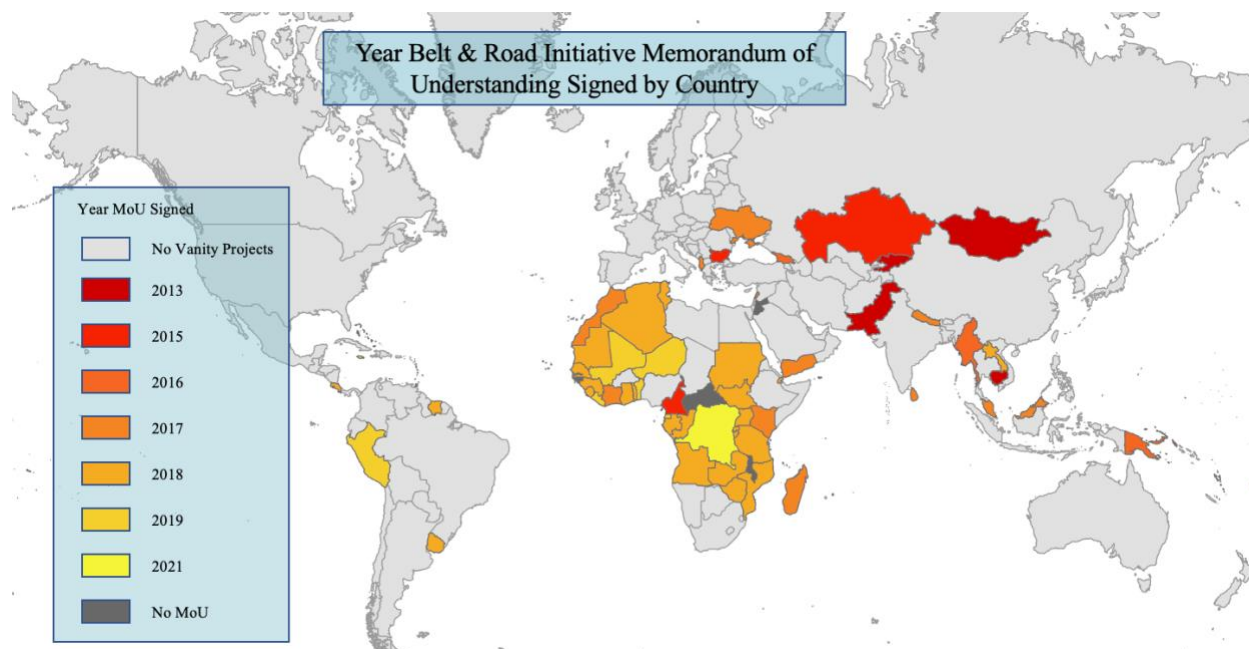 Year Belt & Road Initiative Memorandum of
Understanding Signed by Country
Year MoU Signed
No Vanity Projects
2013
2015
2016
2017
2018
2019
2021
No MoU